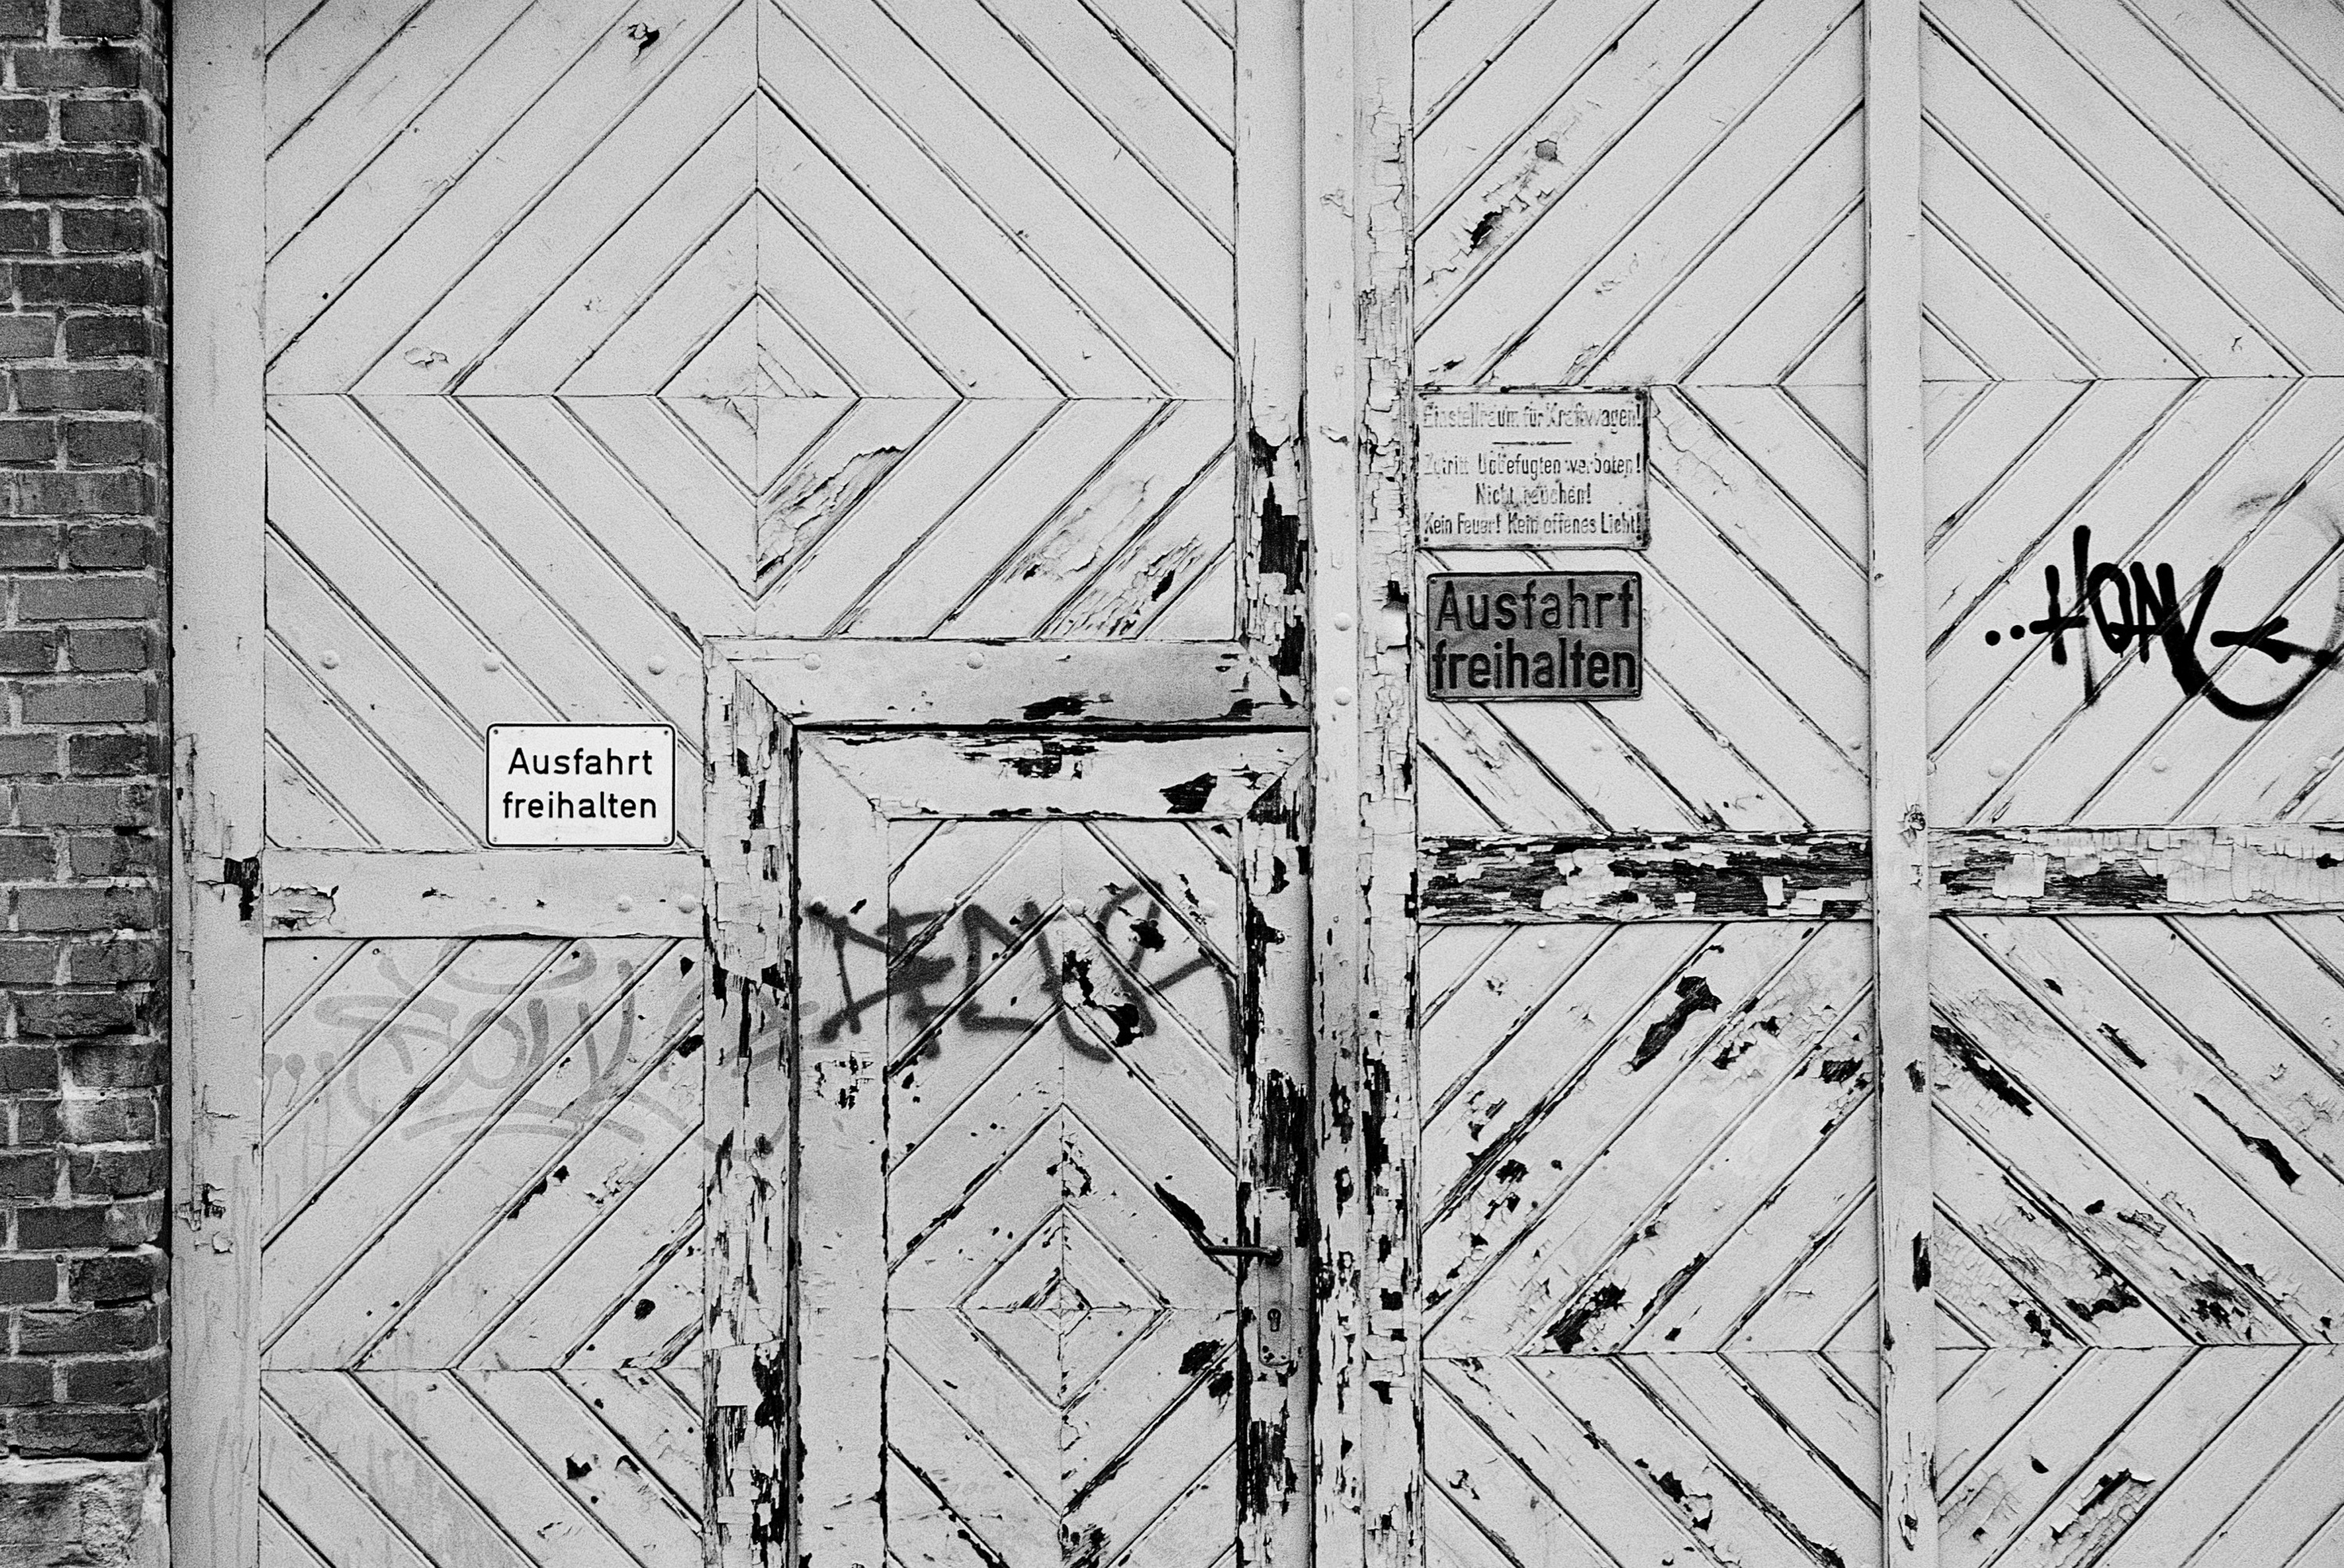 Einstellraum für Kraftwagen!
Zutritt Unbefugten verboten!
Nicht rauchen!
Kein Feuer! Kein offenes Licht!
Ausfahrt
freihalten
Ausfahrt
freihalten